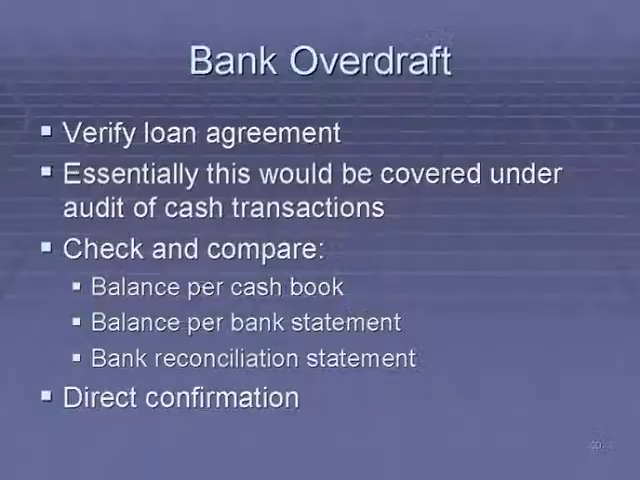 Bank Overdraft
▪ Verify loan agreement
▪ Essentially this would be covered under
audit of cash transactions
▪ Check and compare:
▪ Balance per cash book
▪ Balance per bank statement
▪ Bank reconciliation statement
▪ Direct confirmation